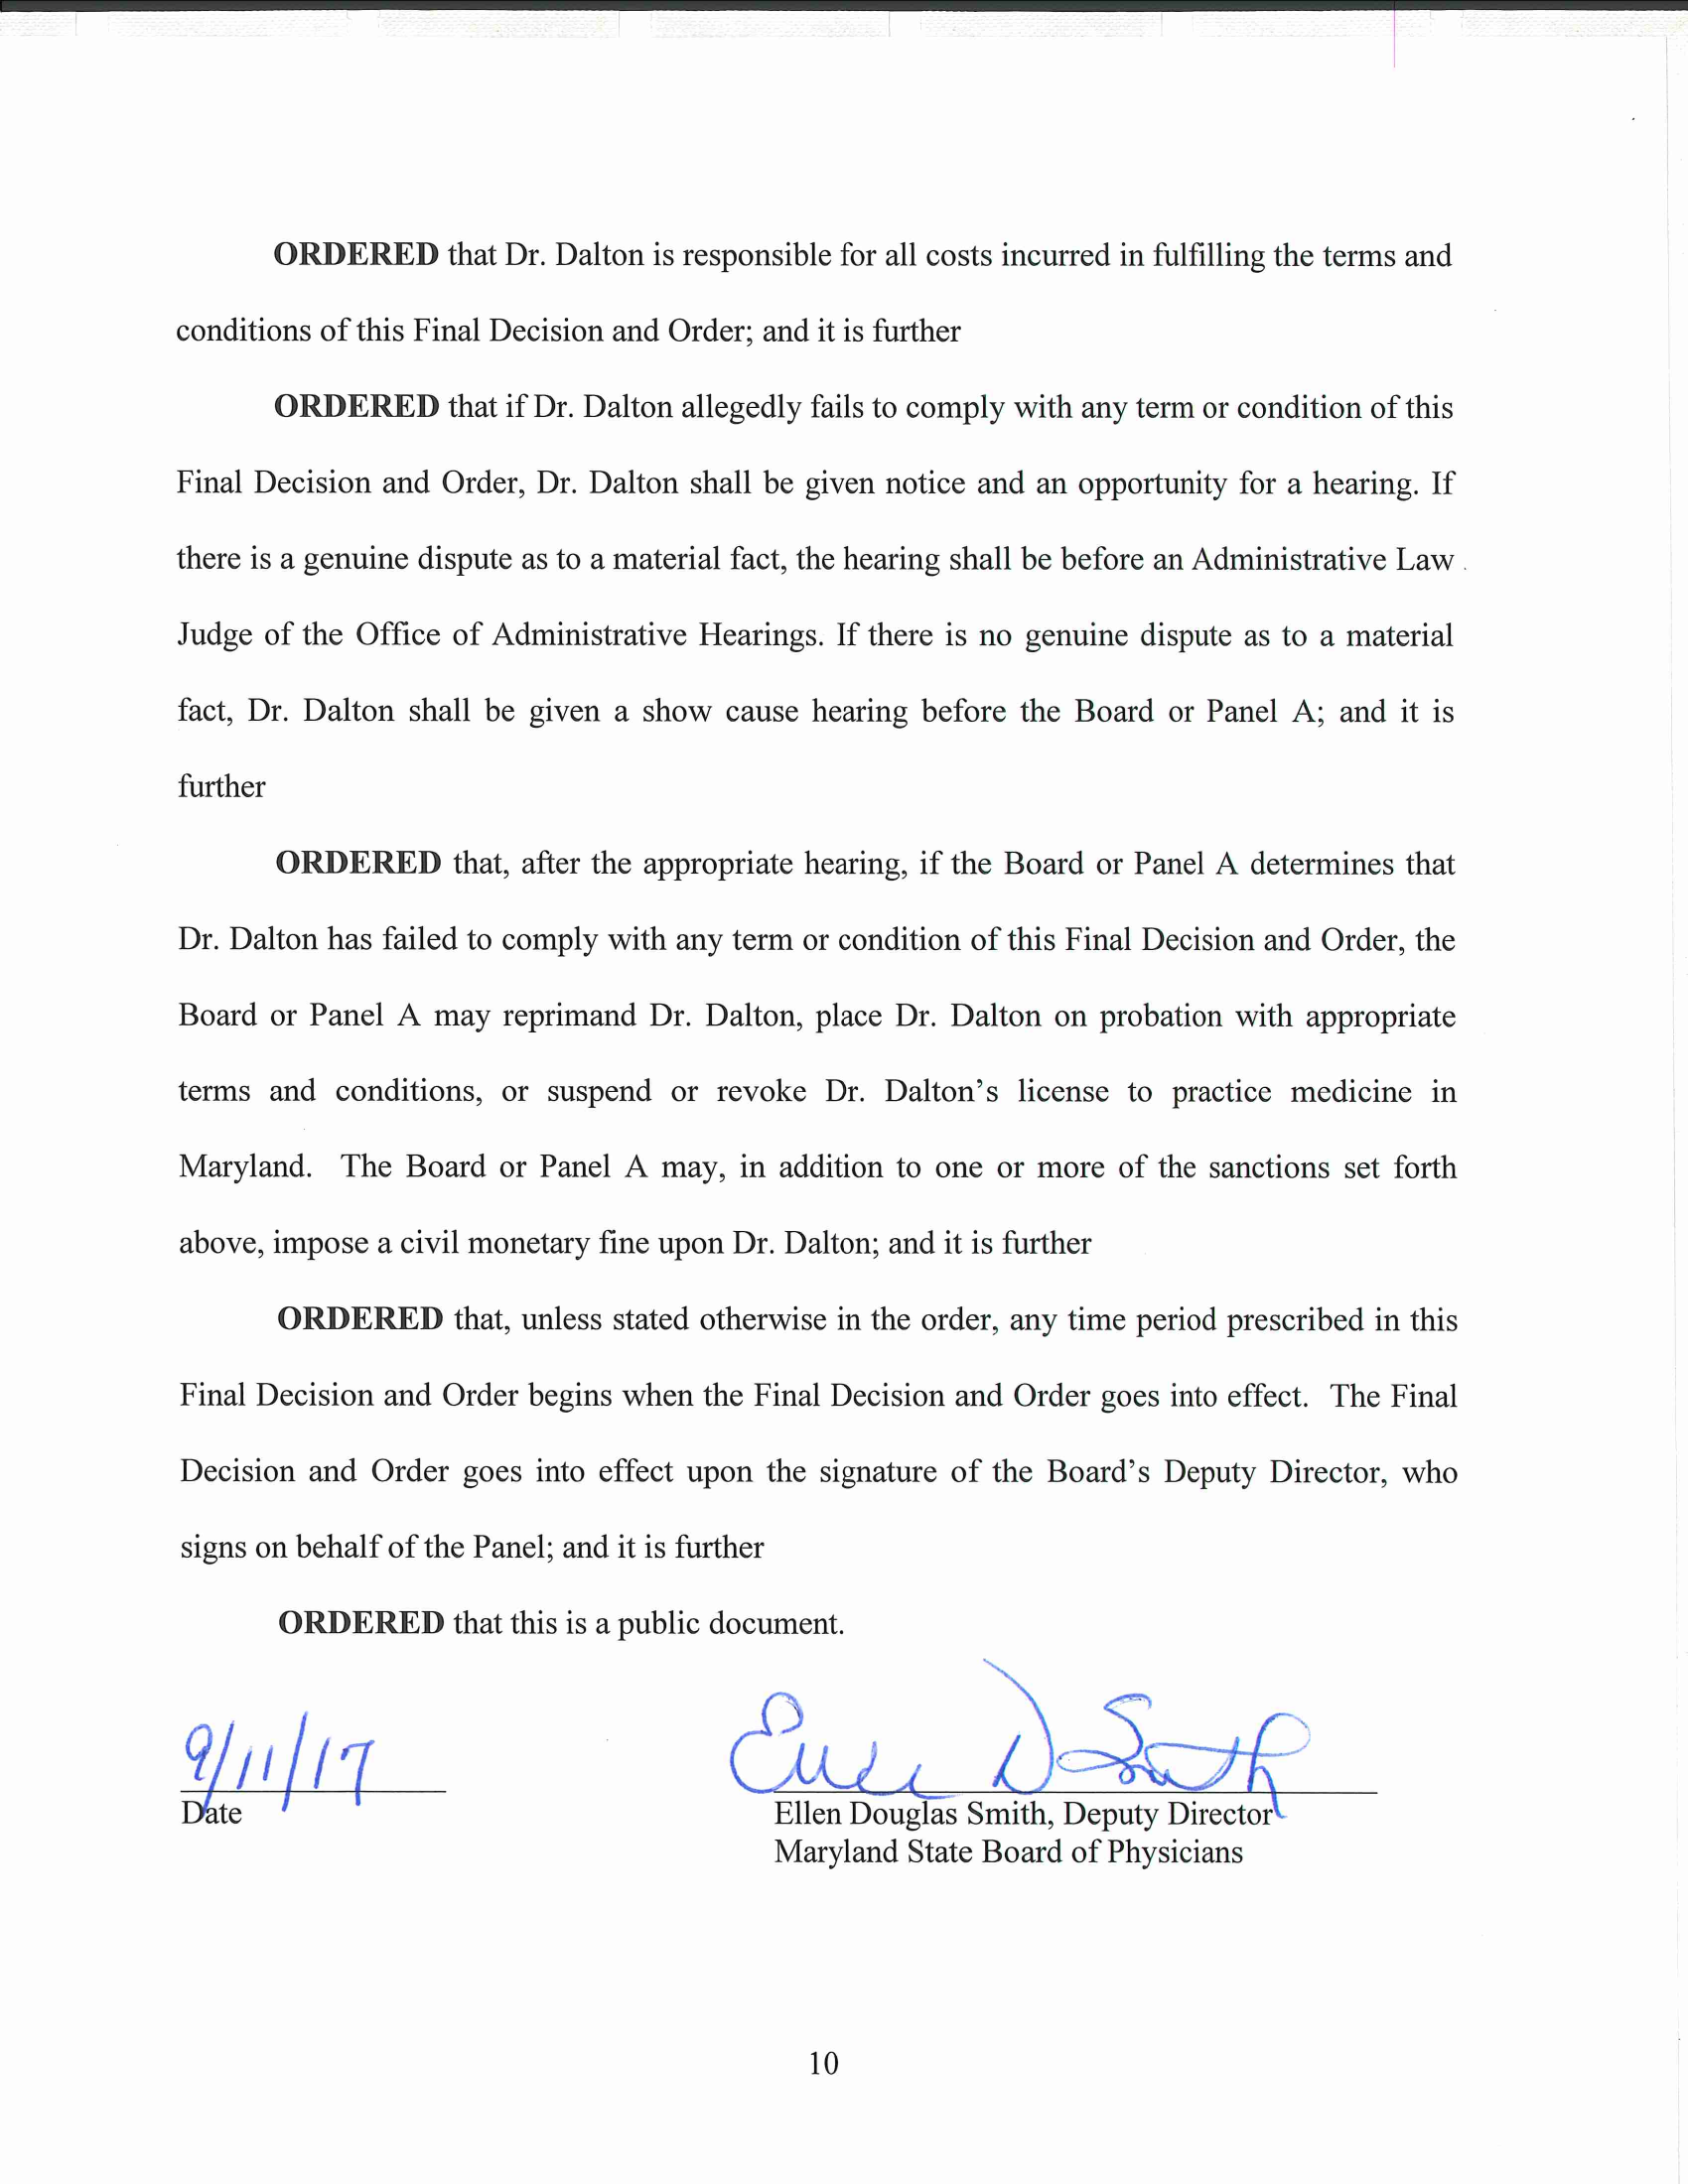 ORDERED that Dr. Dalton is responsible for all costs incurred in fulfilling the terms and
conditions of this Final Decision and Order; and it is further
ORDERED that if Dr. Dalton allegedly fails to comply with any term or condition of this
Final Decision and Order, Dr. Dalton shall be given notice and an opportunity for a hearing. If
there is a genuine dispute as to a material fact, the hearing shall be before an Administrative Law
Judge of the Office of Administrative Hearings. If there is no genuine dispute as to a material
fact, Dr. Dalton shall be given a show cause hearing before the Board or Panel A; and it is
further
ORDERED that, after the appropriate hearing, if the Board or Panel A determines that
Dr. Dalton has failed to comply with any term or condition of this Final Decision and Order, the
Board or Panel A may reprimand Dr. Dalton, place Dr. Dalton on probation with appropriate
terms and conditions, or suspend or revoke Dr. Dalton's license to practice medicine in
Maryland. The Board or Panel A may, in addition to one or more of the sanctions set forth
above, impose a civil monetary fine upon Dr. Dalton; and it is further
ORDERED that, unless stated otherwise in the order, any time period prescribed in this
Final Decision and Order begins when the Final Decision and Order goes into effect. The Final
Decision and Order goes into effect upon the signature of the Board's Deputy Director, who
signs on behalf of the Panel; and it is further
ORDERED that this is a public document.
9/11/17 Ellen D Smith
Date Ellen Douglas Smith, Deputy Director
Maryland State Board of Physicians
10